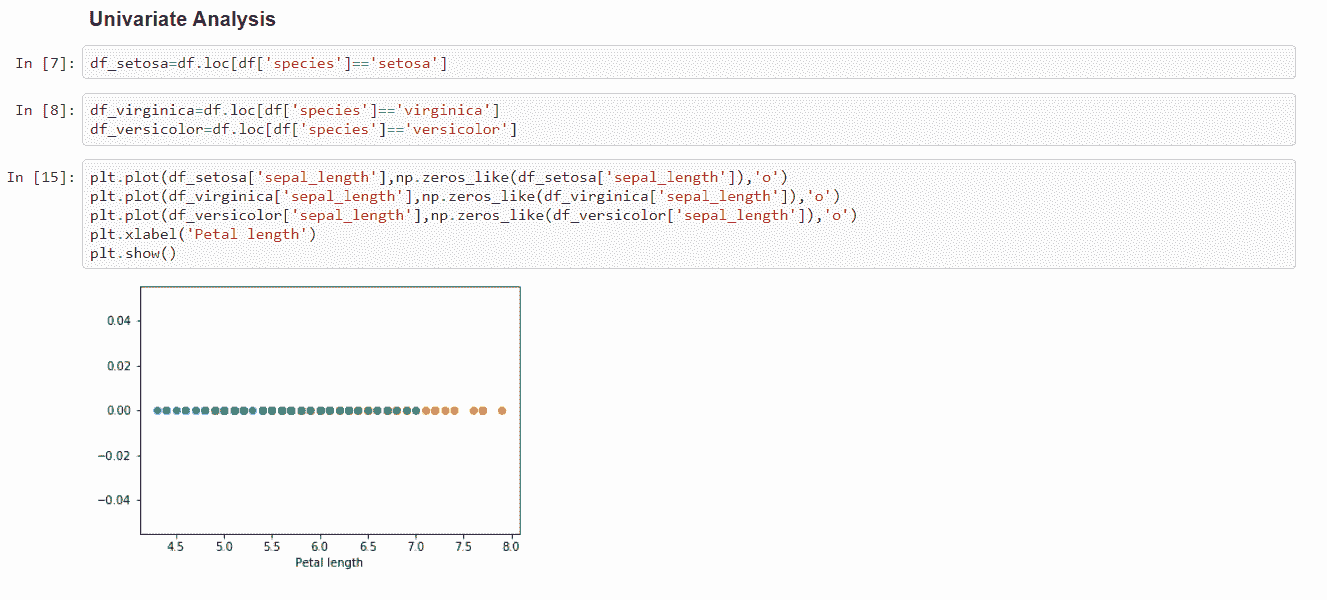 Univariate Analysis
In [7]: df_setosa=df.loc[df['species']=='setosa']
In [8]: df_virginica=df.loc[df['species']=='virginica']
df_versicolor=df.loc[df['species']=='versicolor']
In [15]: plt.plot(df_setosa['sepal_length'],np.zeros_like(df_setosa['sepal_length']),'o')
plt.plot(df_virginica['sepal_length'],np.zeros_like(df_virginica['sepal_length']),'o')
plt.plot(df_versicolor['sepal_length'],np.zeros_like(df_versicolor['sepal_length']),'o')
plt.xlabel('Petal length')
plt.show()
0.04
0.02
0.00
−0.02
−0.04
4.5 5.0 5.5 6.0 6.5 7.0 7.5 8.0
Petal length